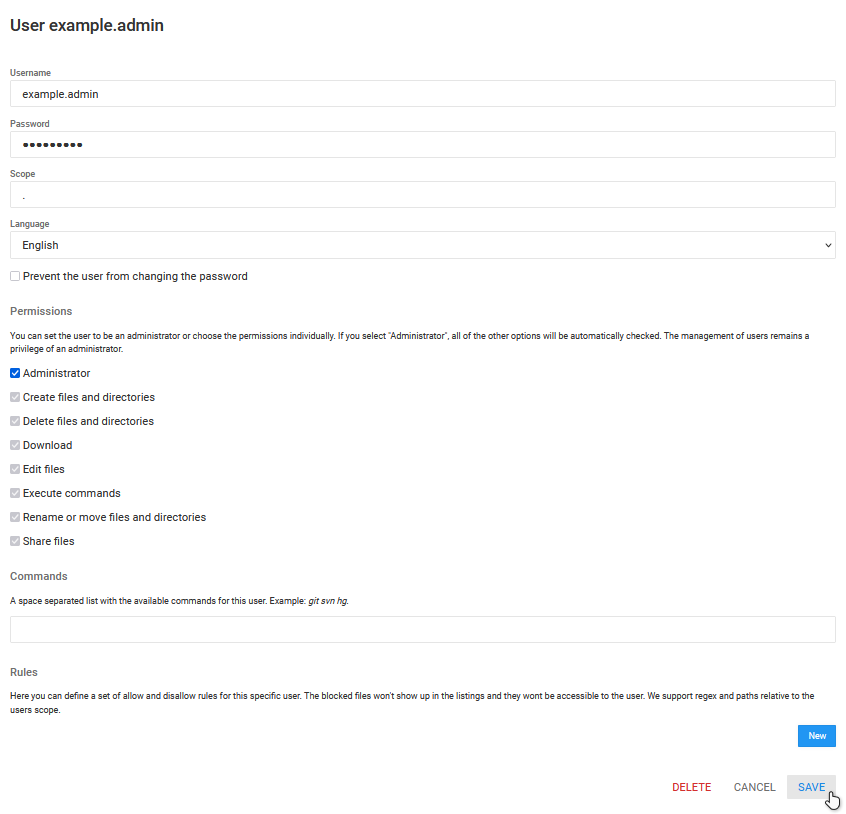 User example.admin
Username
example.admin
Password
•••••••••
Scope
.
Language
English
Prevent the user from changing the password
Permissions
You can set the user to be an administrator or choose the permissions individually. If you select "Administrator", all of the other options will be automatically checked. The management of users remains a
privilege of an administrator.
Administrator
Create files and directories
Delete files and directories
Download
Edit files
Execute commands
Rename or move files and directories
Share files
Commands
A space separated list with the available commands for this user. Example: git svn hg.
Rules
Here you can define a set of allow and disallow rules for this specific user. The blocked files won't show up in the listings and they wont be accessible to the user. We support regex and paths relative to the
users scope.
New
DELETE CANCEL SAVE